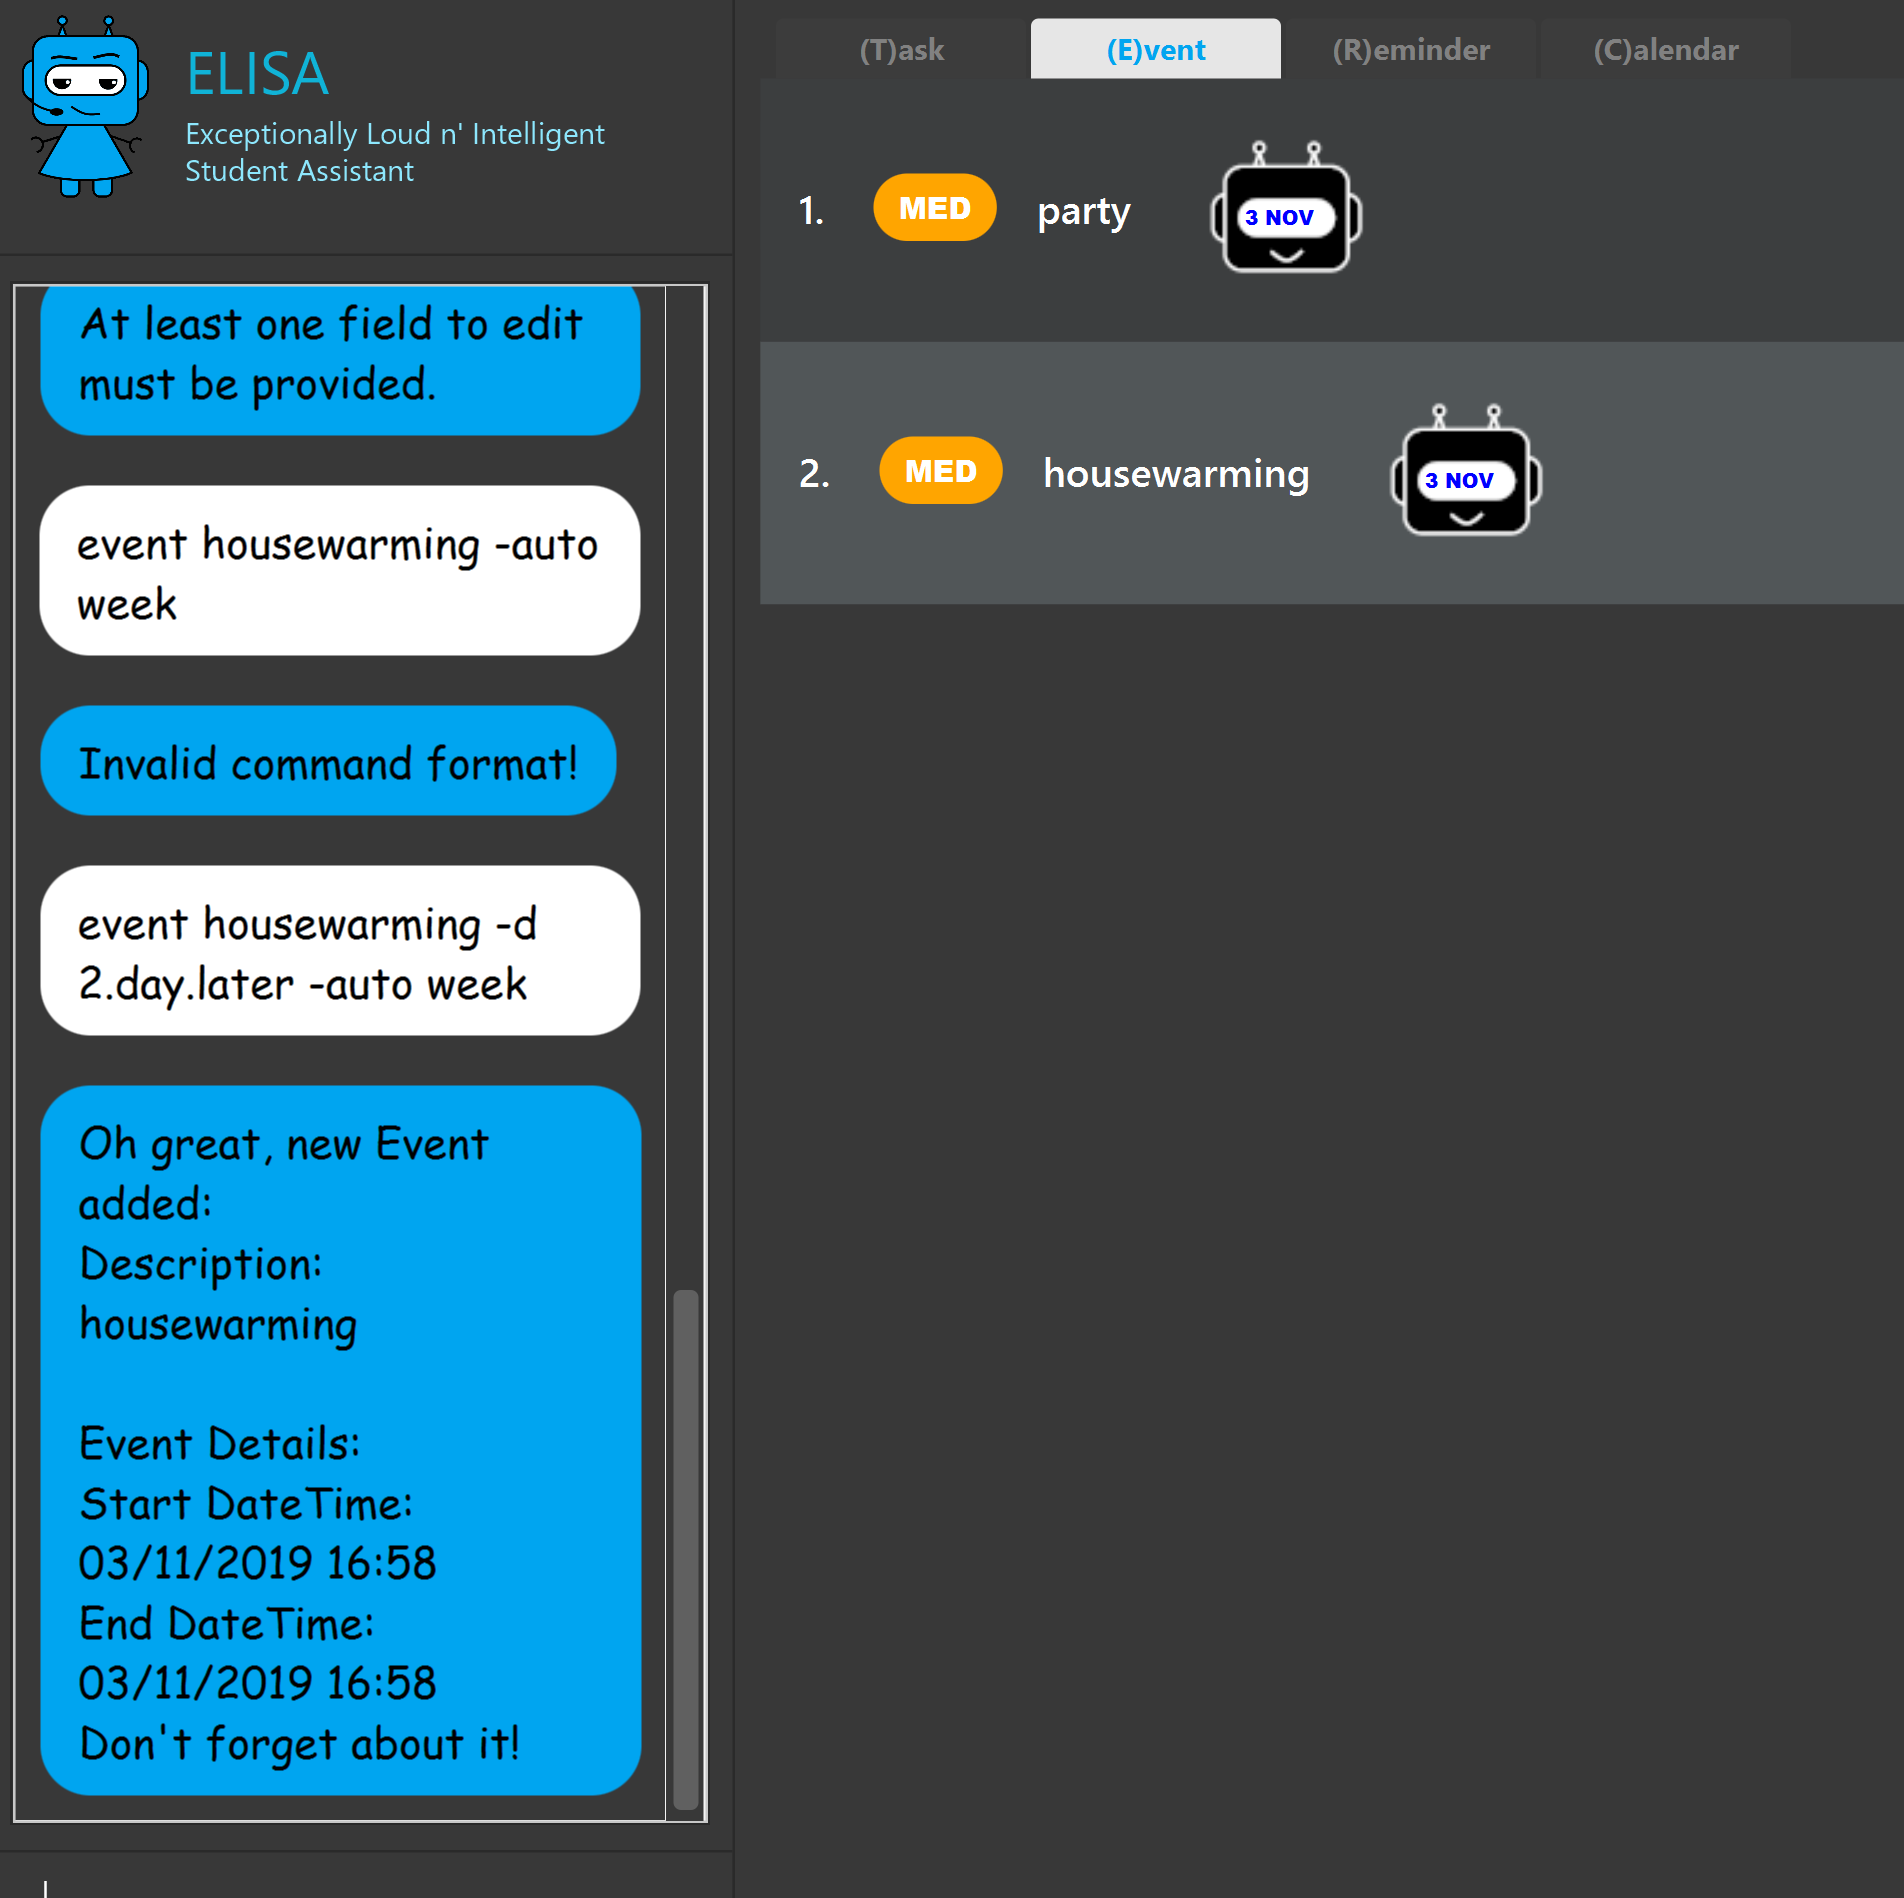 ELISA
Exceptionally Loud n' Intelligent
Student Assistant
At least one field to edit
must be provided.
event housewarming -auto
week
Invalid command format!
event housewarming -d
2.day.later -auto week
Oh great, new Event
added:
Description:
housewarming
Event Details:
Start DateTime:
03/11/2019 16:58
End DateTime:
03/11/2019 16:58
Don't forget about it!
(T)ask (E)vent (R)eminder (C)alendar
1. MED party 3 NOV
2. MED housewarming 3 NOV